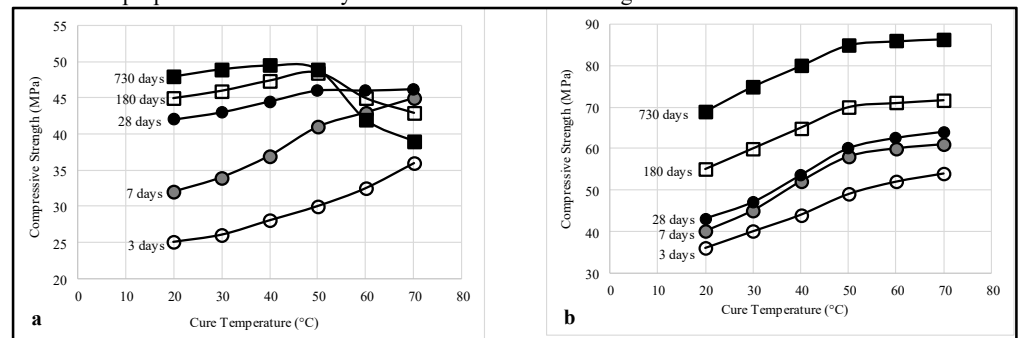 55
50
45
40
35
30
25
20
Compressive Strength (MPa)
730 days
180 days
28 days
7 days
3 days
0 10 20 30 40 50 60 70 80
Cure Temperature (°C)
a
90
80
70
60
50
40
30
Compressive Strength (MPa)
730 days
180 days
28 days
7 days
3 days
0 10 20 30 40 50 60 70 80
Cure Temperature (°C)
b